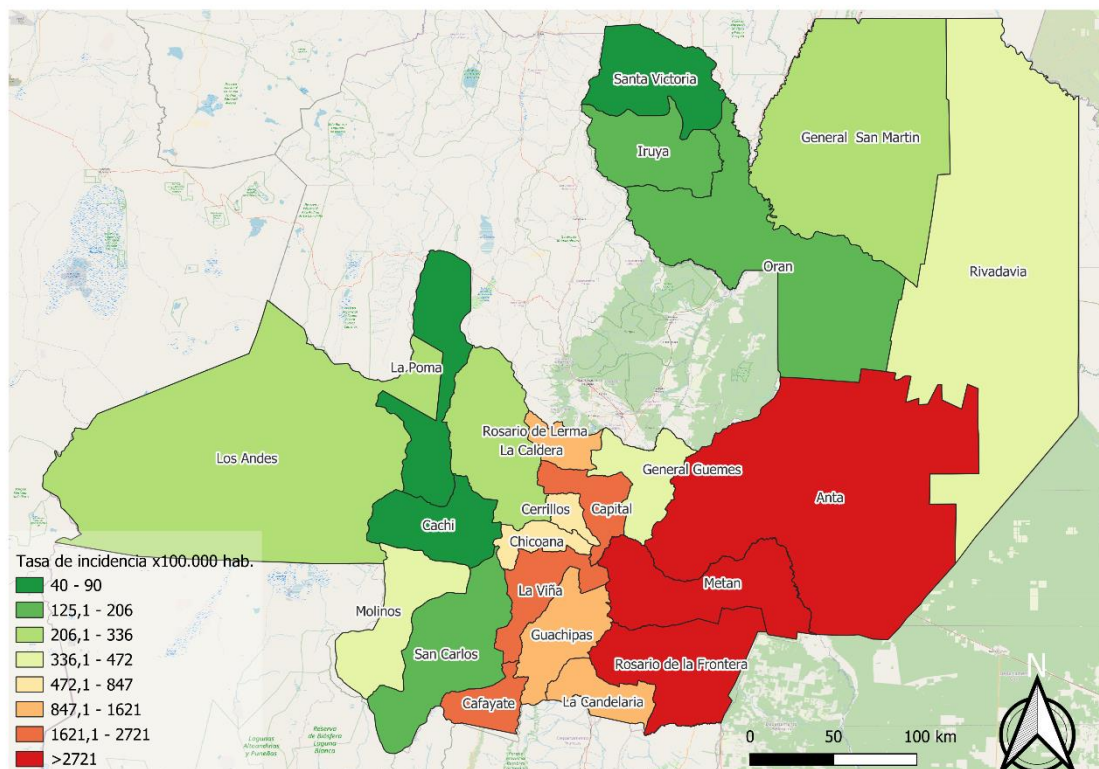 Santa Victoria
General San Martin
Iruya
Oran
Rivadavia
La Poma
Rosario de Lerma
La Caldera
Los Andes
General Guemes
Anta
Cerrillos
Capital
Cachi
Chicoana
Tasa de incidencia x100.000 hab.
40 - 90
125,1 - 206
206,1 - 336
336,1 - 472
472,1 - 847
847,1 - 1621
1621,1 - 2721
>2721
Metan
La Viña
Molinos
Guachipas
San Carlos
Rosario de la Frontera
Cafayate
La Candelaria
N
0 50 100 km